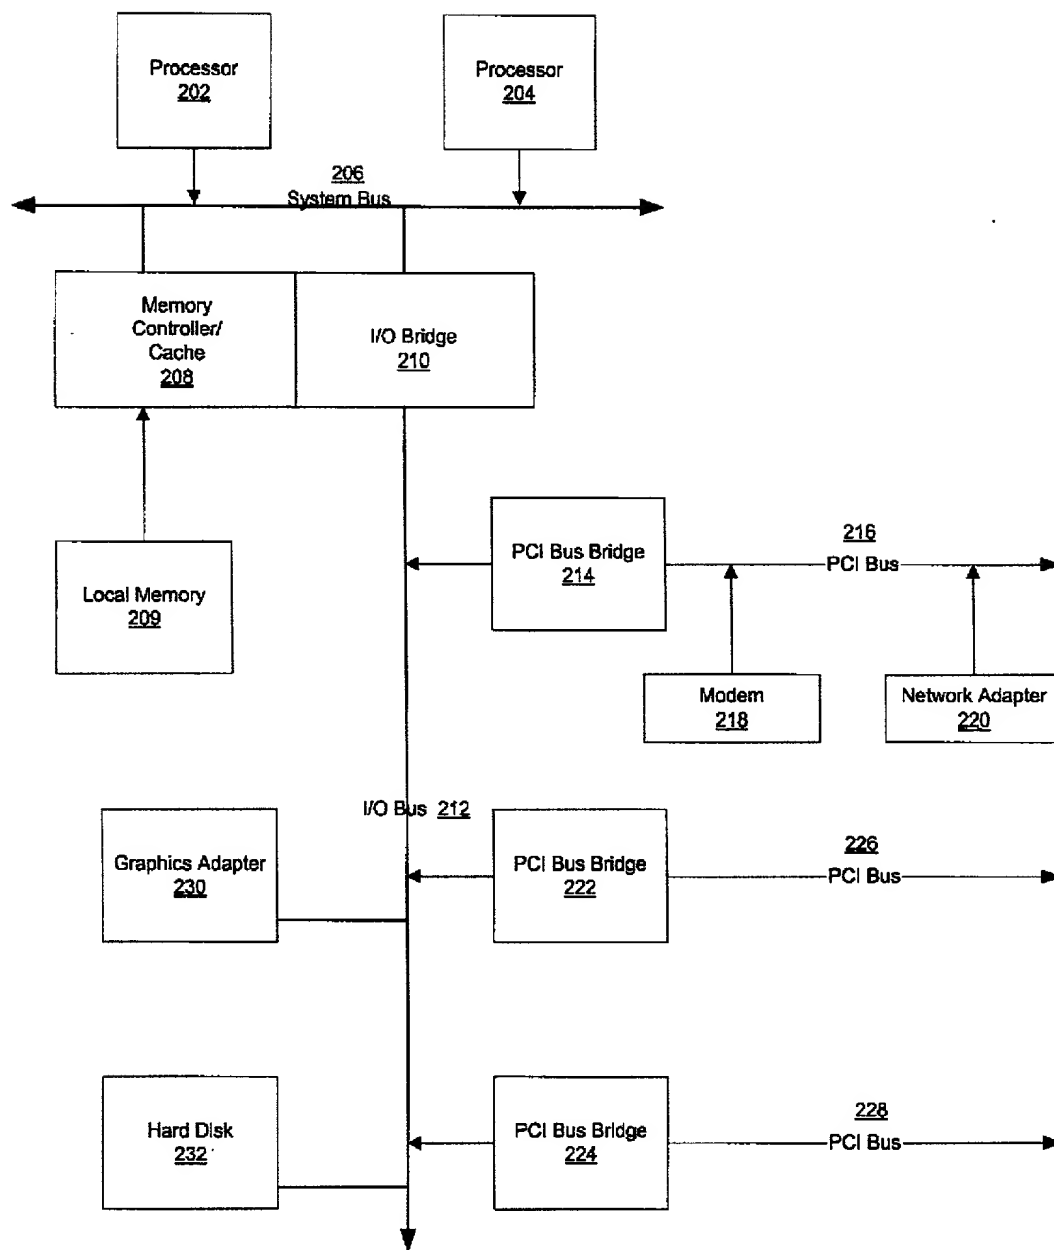 Processor
202
Processor
204
206
System Bus
Memory
Controller/
Cache
208
I/O Bridge
210
PCI Bus Bridge
214
216
PCI Bus
Local Memory
209
Modem
218
Network Adapter
220
I/O Bus 212
Graphics Adapter
230
PCI Bus Bridge
222
226
PCI Bus
Hard Disk
232
PCI Bus Bridge
224
228
PCI Bus